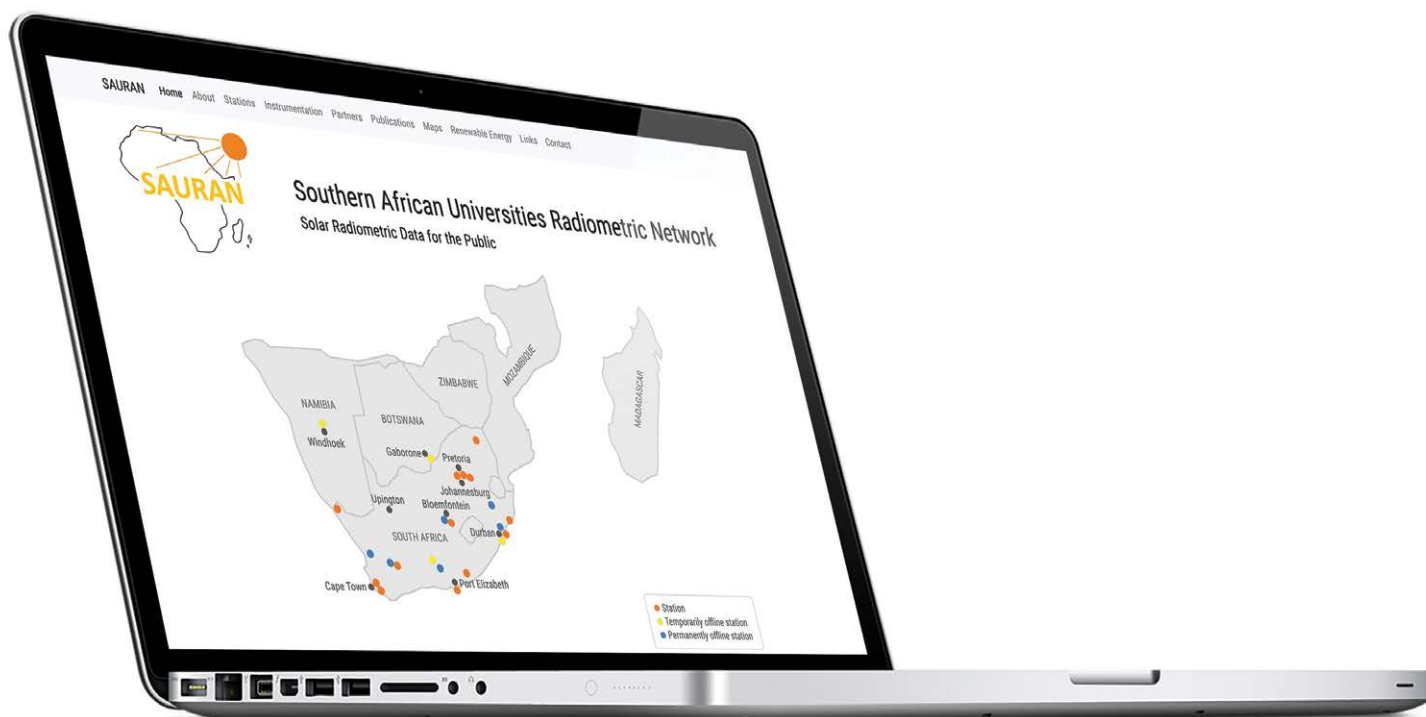 SAURAN Home About Stations Instrumentation Partners Publications Maps Renewable Energy Links Contact
SAURAN
Southern African Universities Radiometric Network
Solar Radiometric Data for the Public
ZIMBABWE
MOZAMBIQUE
MADAGASCAR
NAMIBIA
BOTSWANA
Windhoek
Gaborone
Pretoria
Johannesburg
Upington
Bloemfontein
SOUTH AFRICA
Durban
Cape Town
Port Elizabeth
Station
Temporarily offline station
Permanently offline station